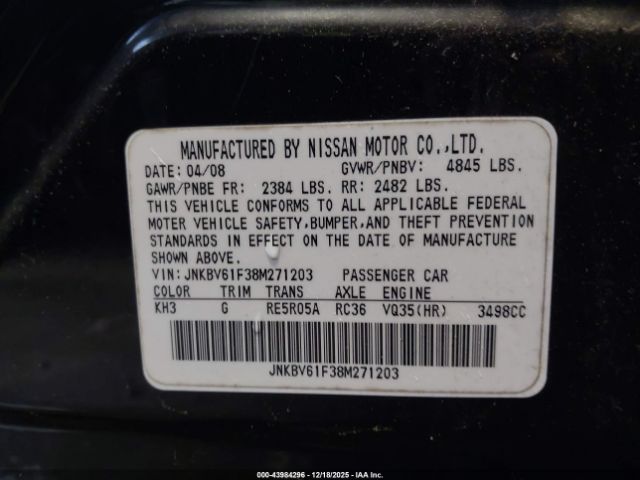 MANUFACTURED BY NISSAN MOTOR CO.,LTD.
DATE: 04/08 GVWR/PNBV: 4845 LBS.
GAWR/PNBE FR: 2384 LBS. RR: 2482 LBS.
THIS VEHICLE CONFORMS TO ALL APPLICABLE FEDERAL
MOTOR VEHICLE SAFETY,BUMPER,AND THEFT PREVENTION
STANDARDS IN EFFECT ON THE DATE OF MANUFACTURE
SHOWN ABOVE.
VIN: JNKBV61F38M271203 PASSENGER CAR
COLOR TRIM TRANS AXLE ENGINE
KH3 G RE5R05A RC36 VQ35(HR) 3498CC
JNKBV61F38M271203
000-43984296 - 12/18/2025 - IAA Inc.